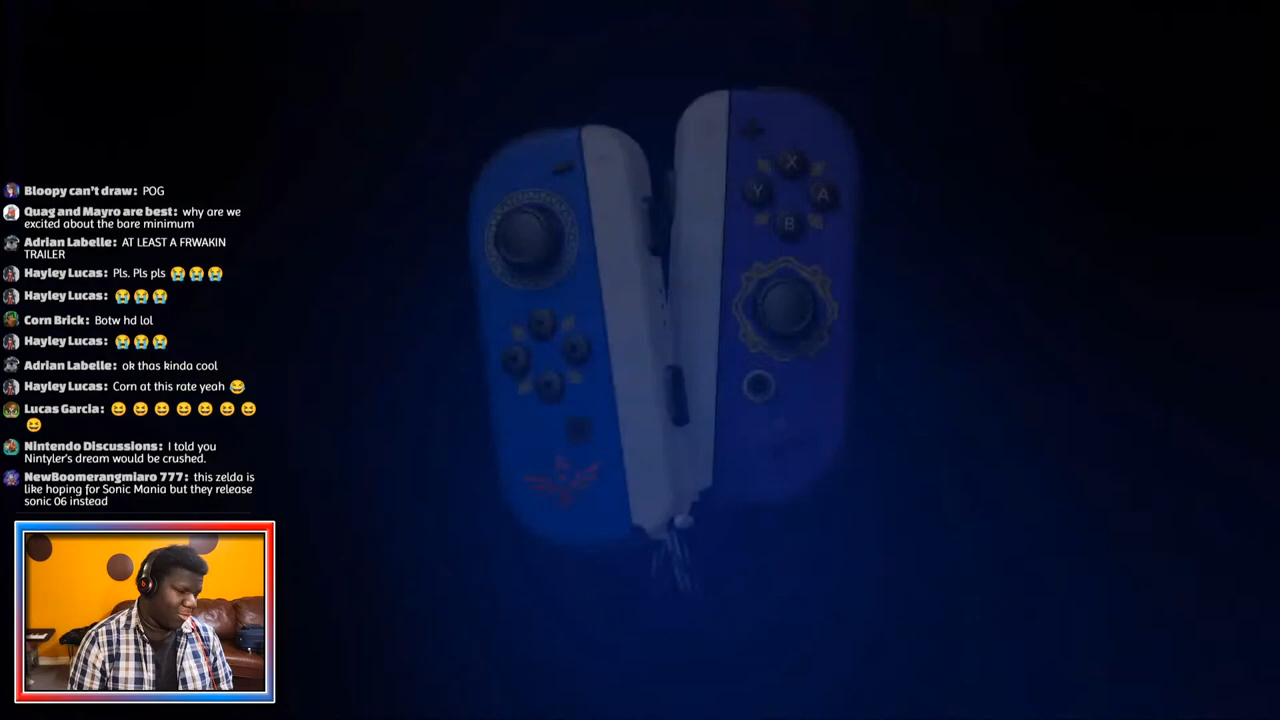 Bloopy can't draw: POG
Quag and Mayro are best: why are we
excited about the bare minimum
Adrian Labelle: AT LEAST A FRWAKIN
TRAILER
Hayley Lucas: Pls. Pls pls 😭 😭 😭
Hayley Lucas: 😭 😭 😭
Corn Brick: Botw hd lol
Hayley Lucas: 😭 😭 😭
Adrian Labelle: ok thas kinda cool
Hayley Lucas: Corn at this rate yeah 😂
Lucas Garcia: 😆 😆 😆 😆 😆 😆 😆
😆
Nintendo Discussions: I told you
Nintyler's dream would be crushed.
NewBoomerangmiaro 777: this zelda is
like hoping for Sonic Mania but they release
sonic 06 instead
X
Y A
B